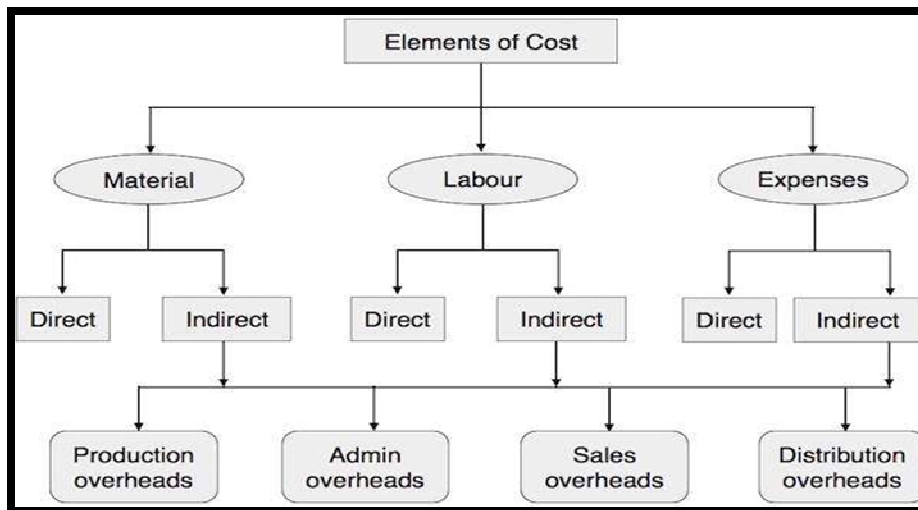 Elements of Cost
Material
Labour
Expenses
Direct
Indirect
Direct
Indirect
Direct
Indirect
Production
overheads
Admin
overheads
Sales
overheads
Distribution
overheads